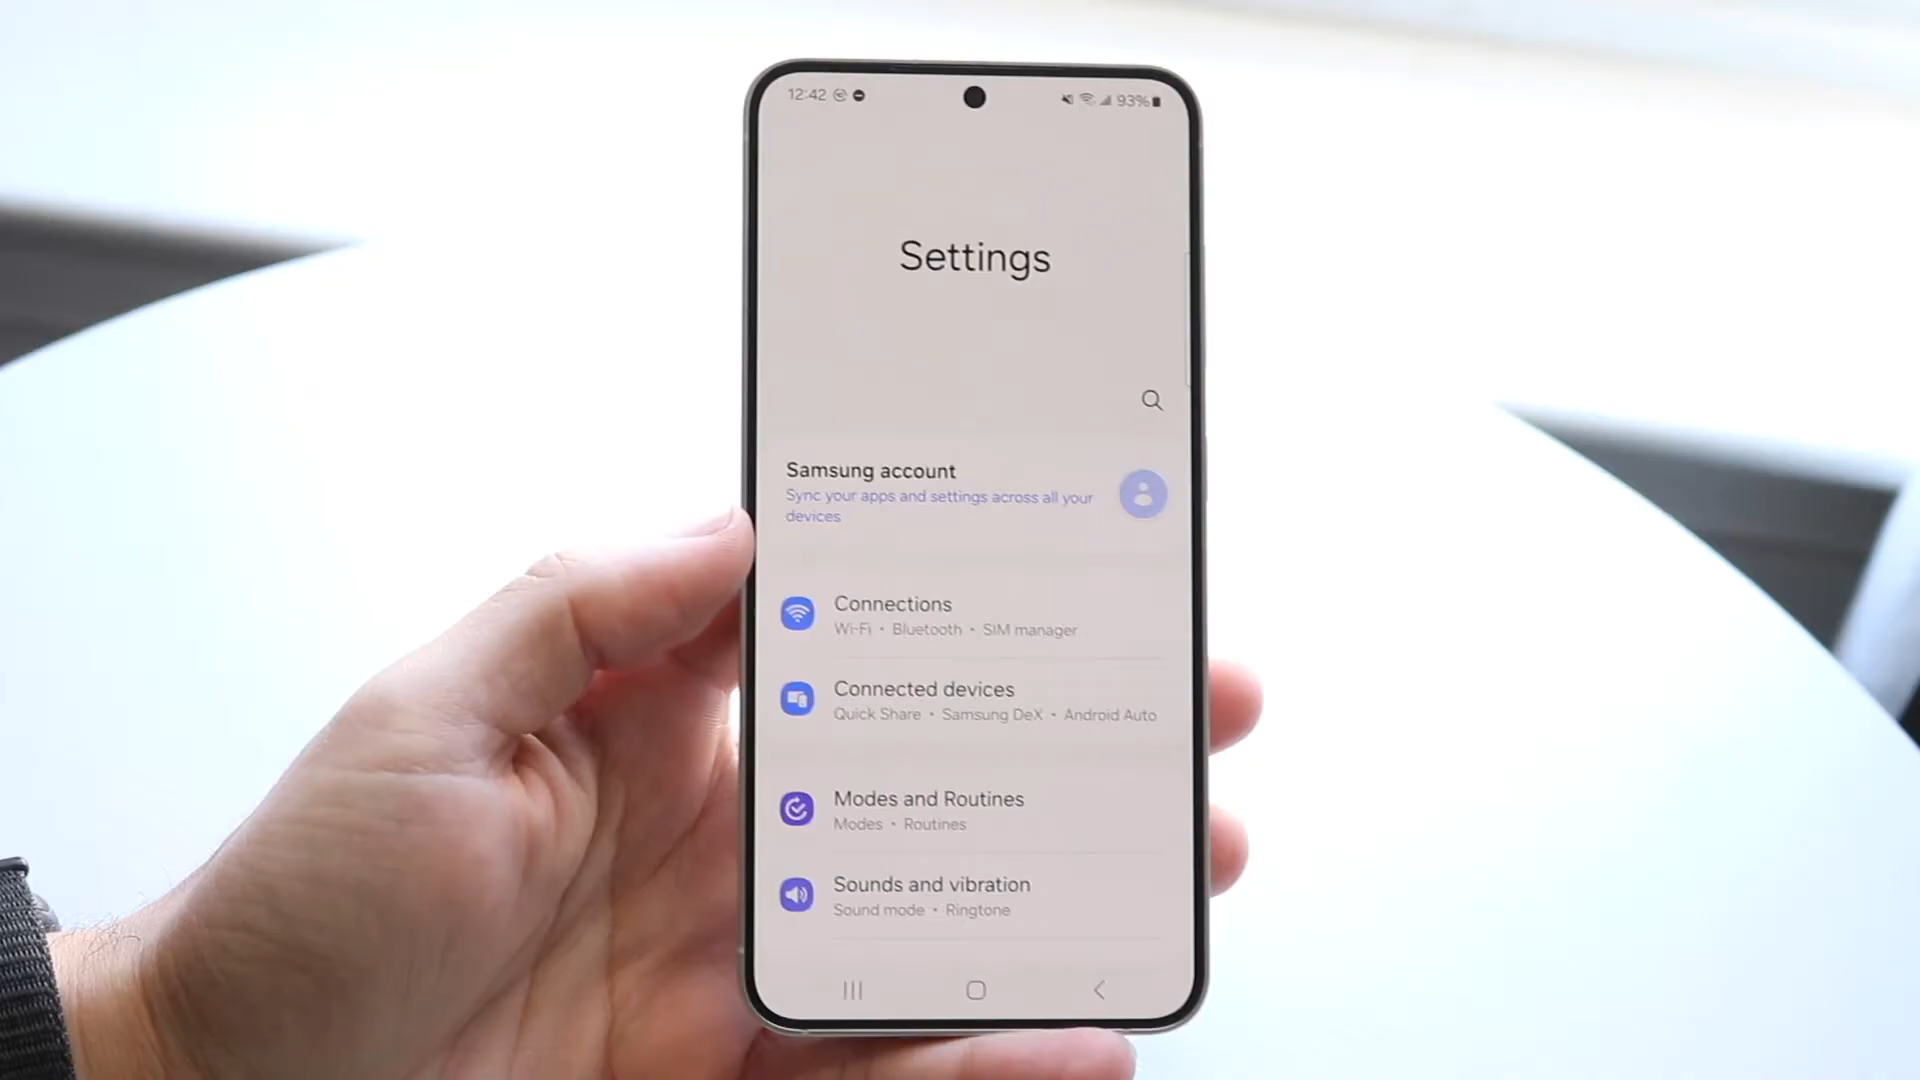 12:42 93%
Settings
Samsung account
Sync your apps and settings across all your
devices
Connections
Wi-Fi • Bluetooth • SIM manager
Connected devices
Quick Share • Samsung DeX • Android Auto
Modes and Routines
Modes • Routines
Sounds and vibration
Sound mode • Ringtone